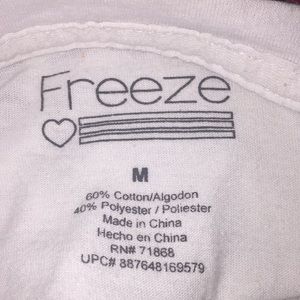 Freeze
M
60% Cotton/Algodon
40% Polyester / Poliester
Made in China
Hecho en China
RN# 71868
UPC# 887648169579